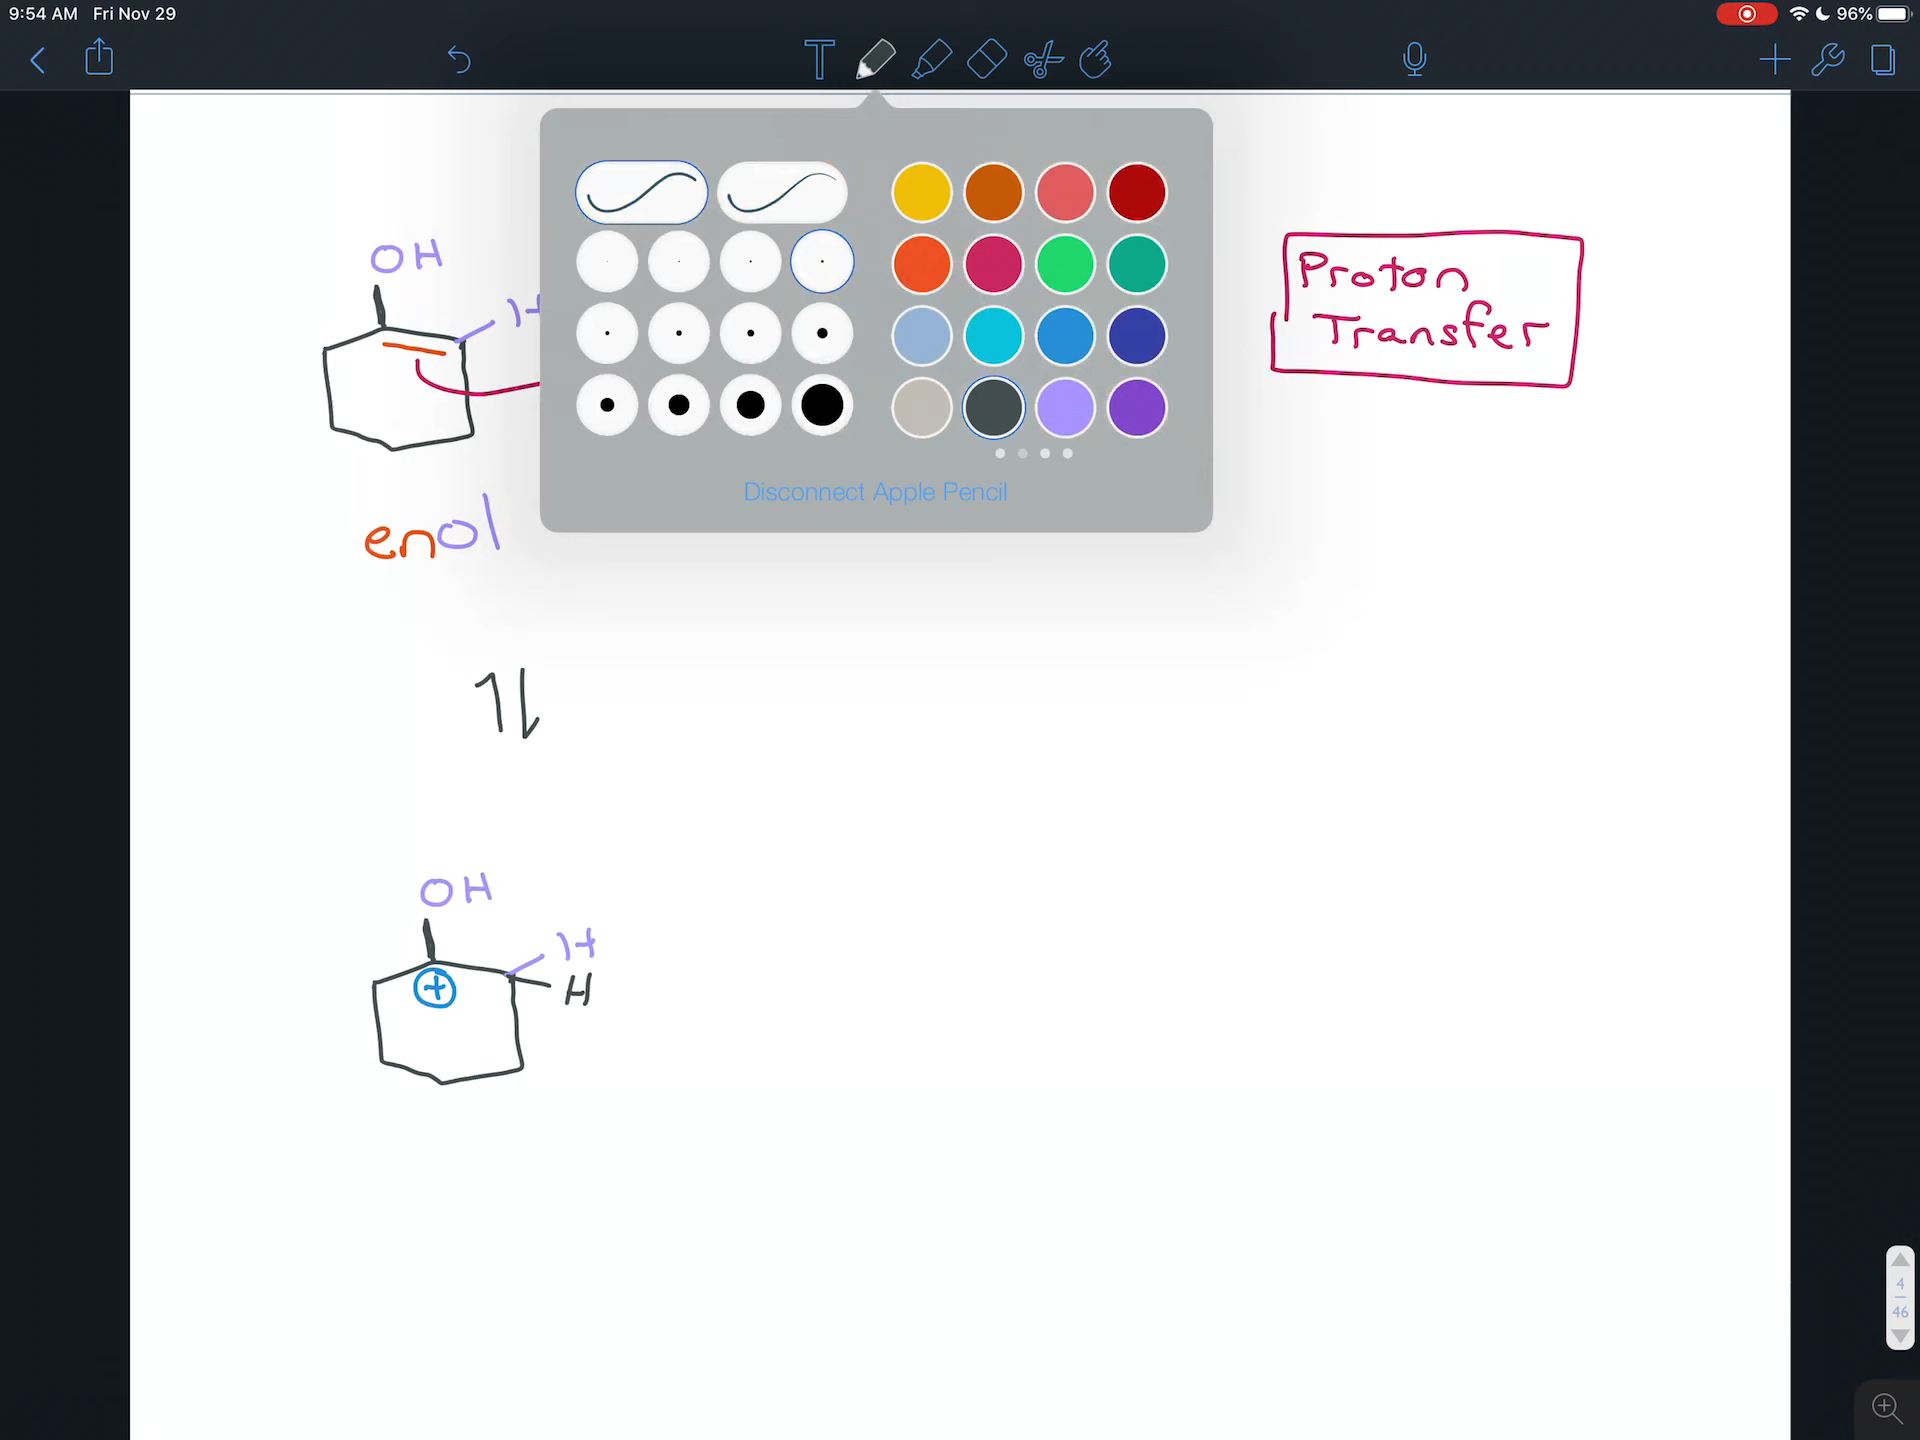 9:54 AM Fri Nov 29
96%
T
OH
H
Proton
Transfer
Disconnect Apple Pencil
enol
OH
H
H
+
4
46